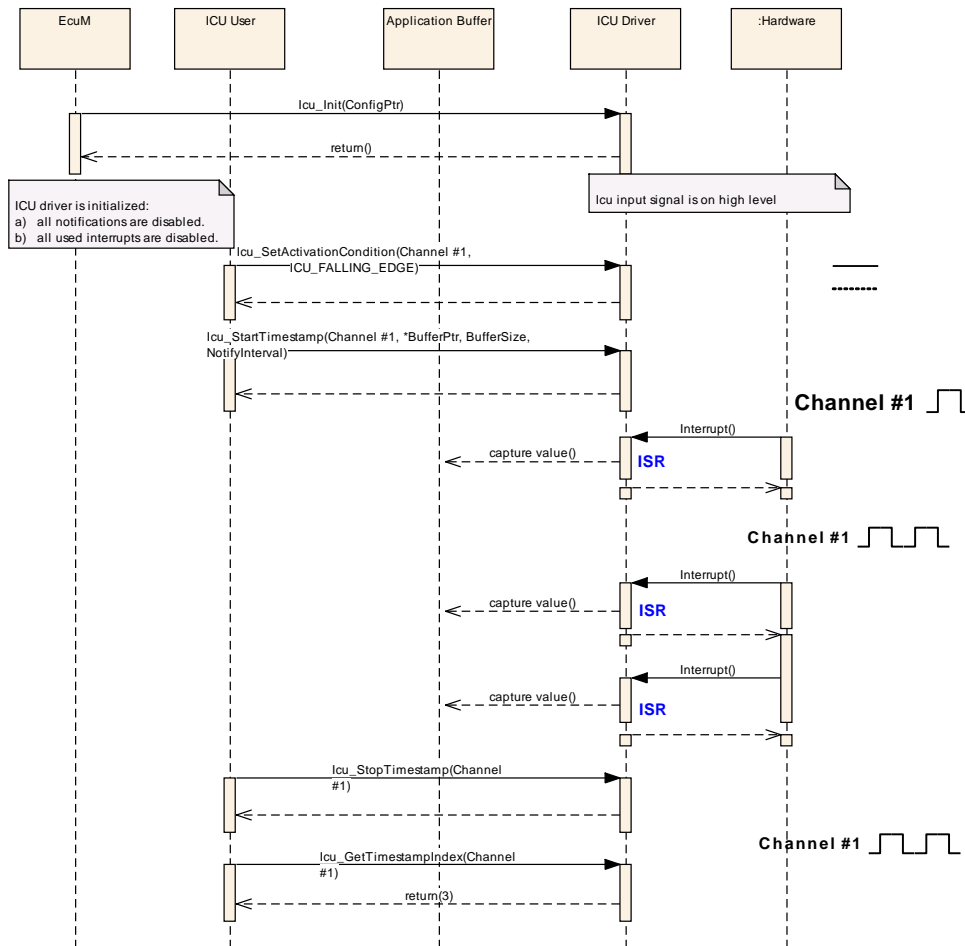 EcuM
ICU User
Application Buffer
ICU Driver
:Hardware
Icu_Init(ConfigPtr)
return()
ICU driver is initialized:
a) all notifications are disabled.
b) all used interrupts are disabled.
Icu input signal is on high level
Icu_SetActivationCondition(Channel #1,
ICU_FALLING_EDGE)
Icu_StartTimestamp(Channel #1, *BufferPtr, BufferSize,
NotifyInterval)
Channel #1
Interrupt()
capture value()
ISR
Channel #1
Interrupt()
capture value()
ISR
Interrupt()
capture value()
ISR
Icu_StopTimestamp(Channel
#1)
Channel #1
Icu_GetTimestampIndex(Channel
#1)
return(3)